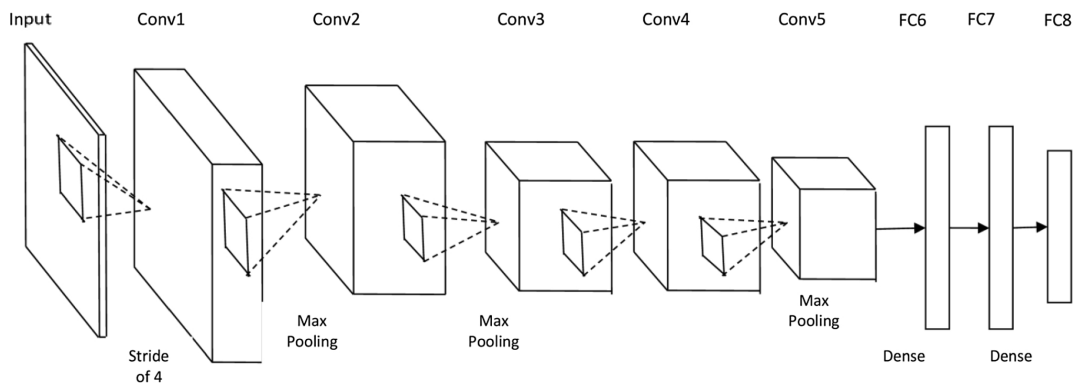 Input
Conv1
Conv2
Conv3
Conv4
Conv5
FC6
FC7
FC8
Max
Pooling
Max
Pooling
Max
Pooling
Stride
of 4
Dense
Dense